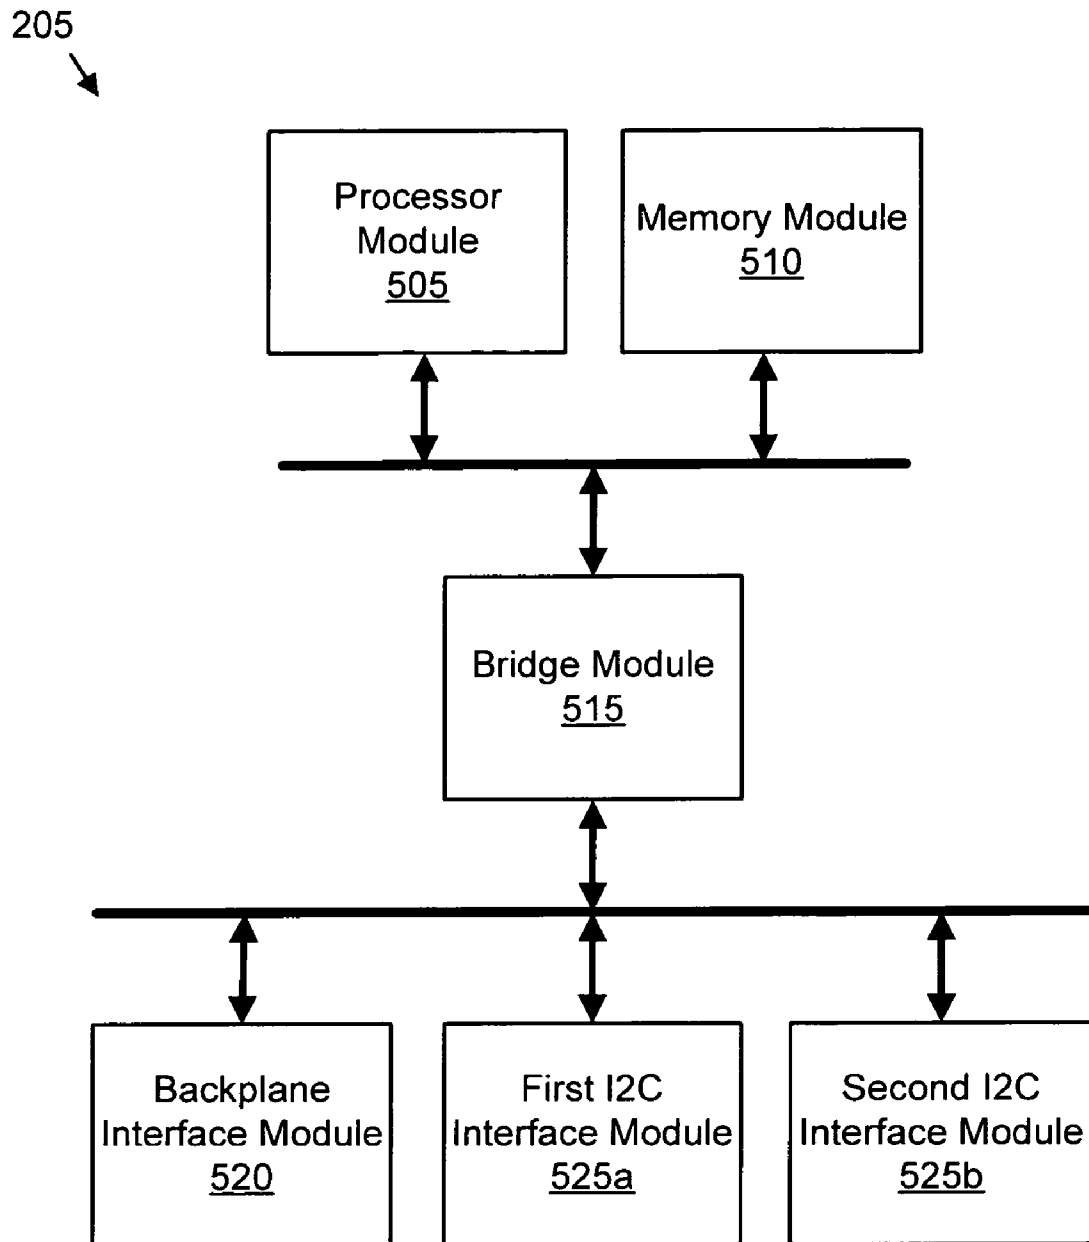 205
Processor
Module
505
Memory Module
510
Bridge Module
515
Backplane
Interface Module
520
First I2C
Interface Module
525a
Second I2C
Interface Module
525b